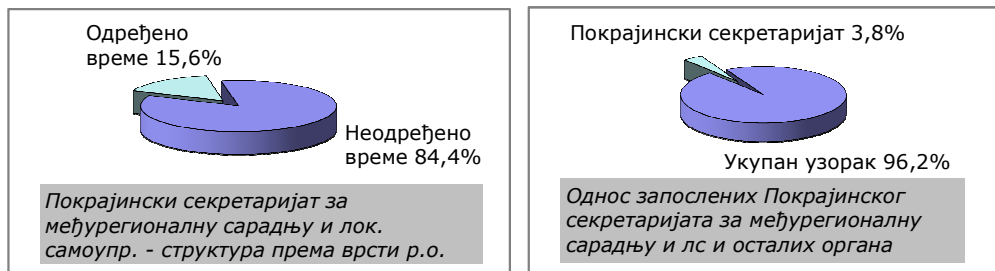 Одређено
време 15,6%
Неодређено
време 84,4%
Покрајински секретаријат за
међурегионалну сарадњу и лок.
самоупр. - структура према врсти р.о.
Покрајински секретаријат 3,8%
Укупан узорак 96,2%
Однос запослених Покрајинског
секретаријата за међурегионалну
сарадњу и лс и осталих органа